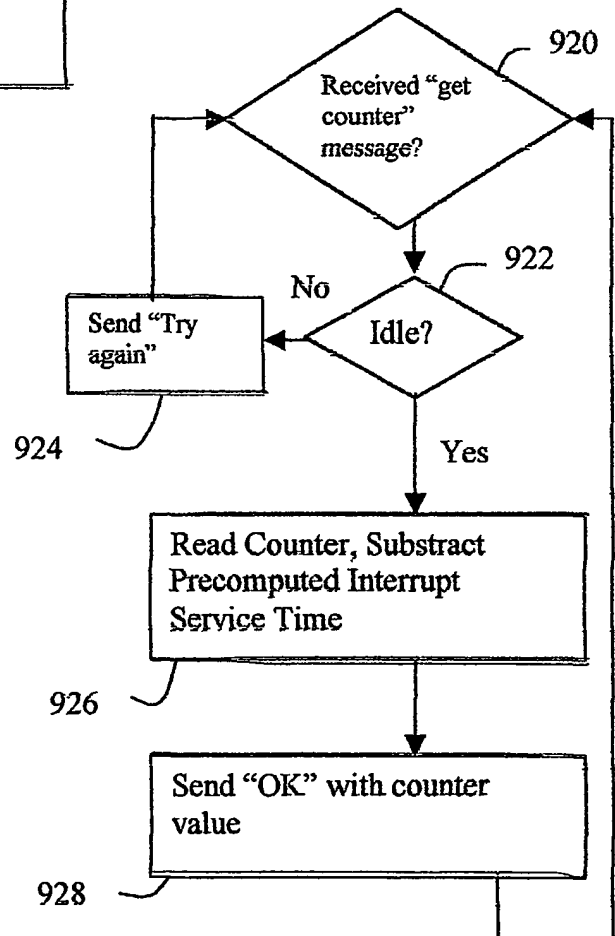 920
Received “get
counter”
message?
922
No
Idle?
Send “Try
again”
924
Yes
Read Counter, Substract
Precomputed Interrupt
Service Time
926
Send “OK” with counter
value
928